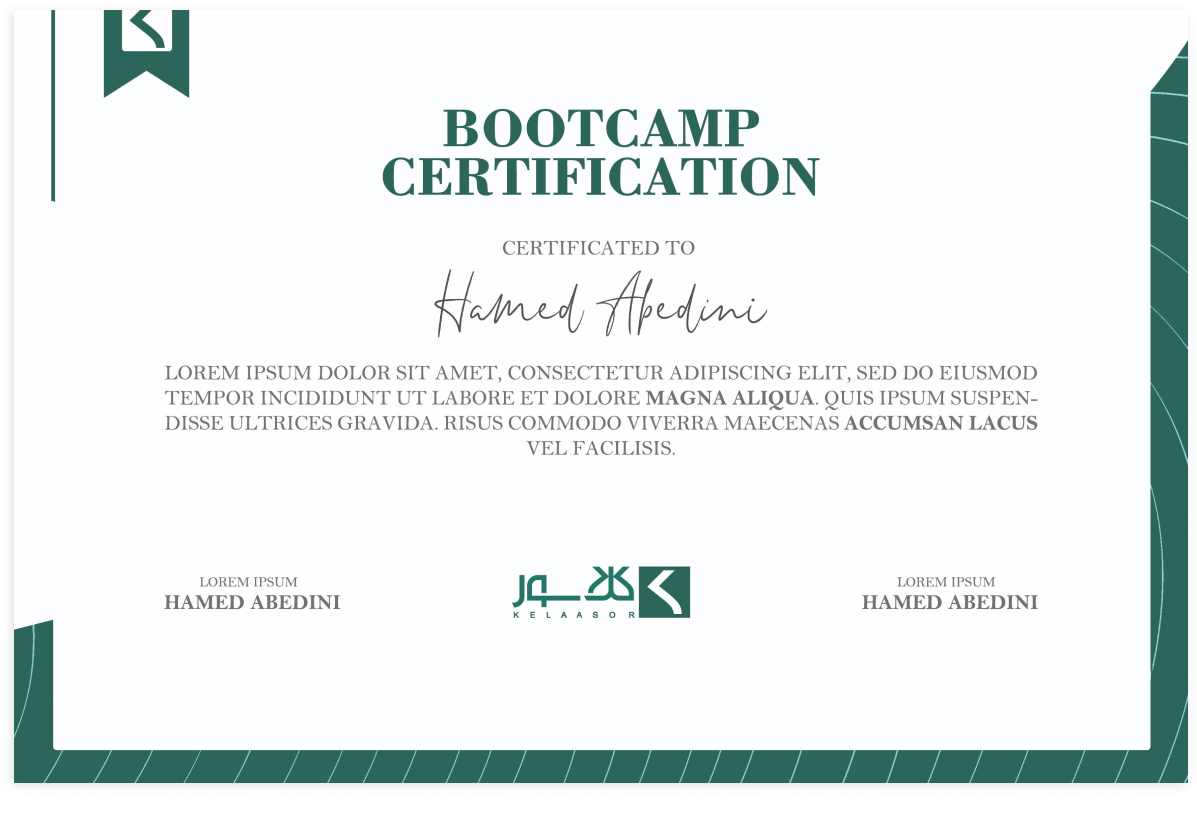 BOOTCAMP
CERTIFICATION
CERTIFICATED TO
Hamed Abedini
LOREM IPSUM DOLOR SIT AMET, CONSECTETUR ADIPISCING ELIT, SED DO EIUSMOD
TEMPOR INCIDIDUNT UT LABORE ET DOLORE MAGNA ALIQUA. QUIS IPSUM SUSPEN-
DISSE ULTRICES GRAVIDA. RISUS COMMODO VIVERRA MAECENAS ACCUMSAN LACUS
VEL FACILISIS.
LOREM IPSUM
HAMED ABEDINI
کلاسور
KELAASOR
LOREM IPSUM
HAMED ABEDINI